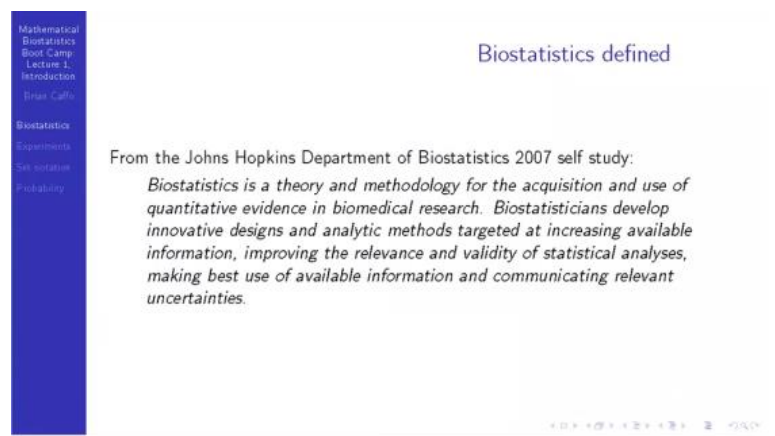 Mathematical
Biostatistics
Boot Camp:
Lecture 1,
Introduction
Brian Caffo
Biostatistics
Experiments
Set notation
Probability
Biostatistics defined
From the Johns Hopkins Department of Biostatistics 2007 self study:
Biostatistics is a theory and methodology for the acquisition and use of
quantitative evidence in biomedical research. Biostatisticians develop
innovative designs and analytic methods targeted at increasing available
information, improving the relevance and validity of statistical analyses,
making best use of available information and communicating relevant
uncertainties.